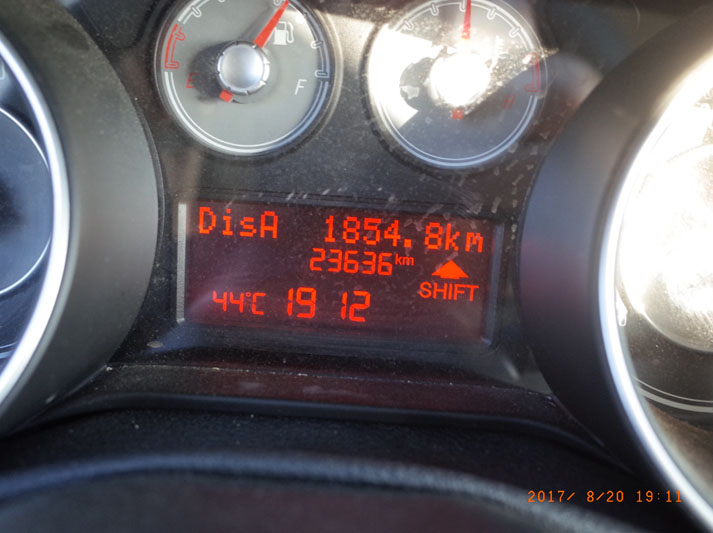 E
F
DisA 1854.8km
23636km
SHIFT
44°C 19 12
2017/ 8/20 19:11